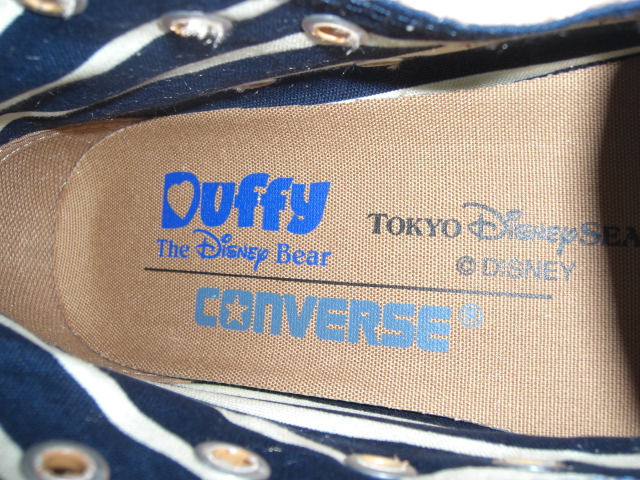 Duffy
The Disney Bear
TOKYO DisneySEA
© DISNEY
CONVERSE®